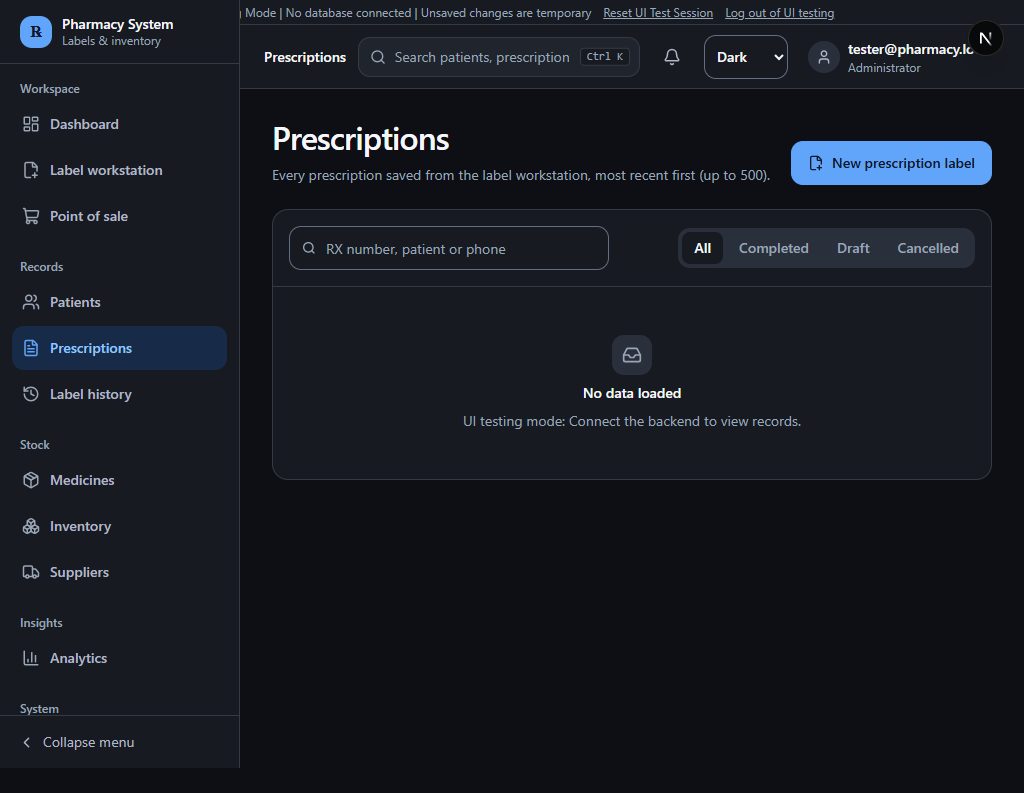 R
Pharmacy System
Labels & inventory
Workspace
Dashboard
Label workstation
Point of sale
Records
Patients
Prescriptions
Label history
Stock
Medicines
Inventory
Suppliers
Insights
Analytics
System
Collapse menu
Mode | No database connected | Unsaved changes are temporary Reset UI Test Session Log out of UI testing
Prescriptions
Search patients, prescription
Ctrl K
Dark
tester@pharmacy.lo
Administrator
N
Prescriptions
Every prescription saved from the label workstation, most recent first (up to 500).
New prescription label
RX number, patient or phone
All Completed Draft Cancelled
No data loaded
UI testing mode: Connect the backend to view records.